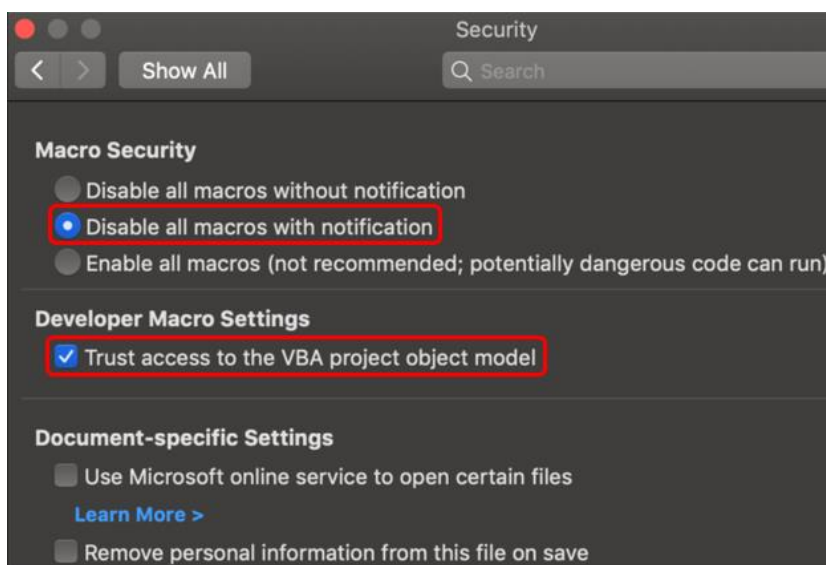 Security
Show All
Search
Macro Security
Disable all macros without notification
Disable all macros with notification
Enable all macros (not recommended; potentially dangerous code can run)
Developer Macro Settings
Trust access to the VBA project object model
Document-specific Settings
Use Microsoft online service to open certain files
Learn More >
Remove personal information from this file on save